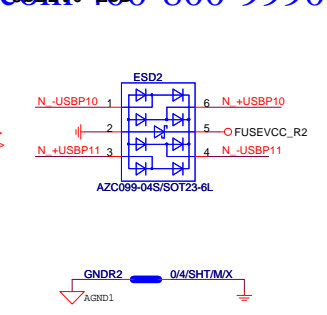 ESD2
N_-USBP10 1 6 N_+USBP10
2 5 FUSEVCC_R2
N_+USBP11 3 4 N_-USBP11
AZC099-04S/SOT23-6L
GNDR2 0/4/SHT/M/X
AGND1